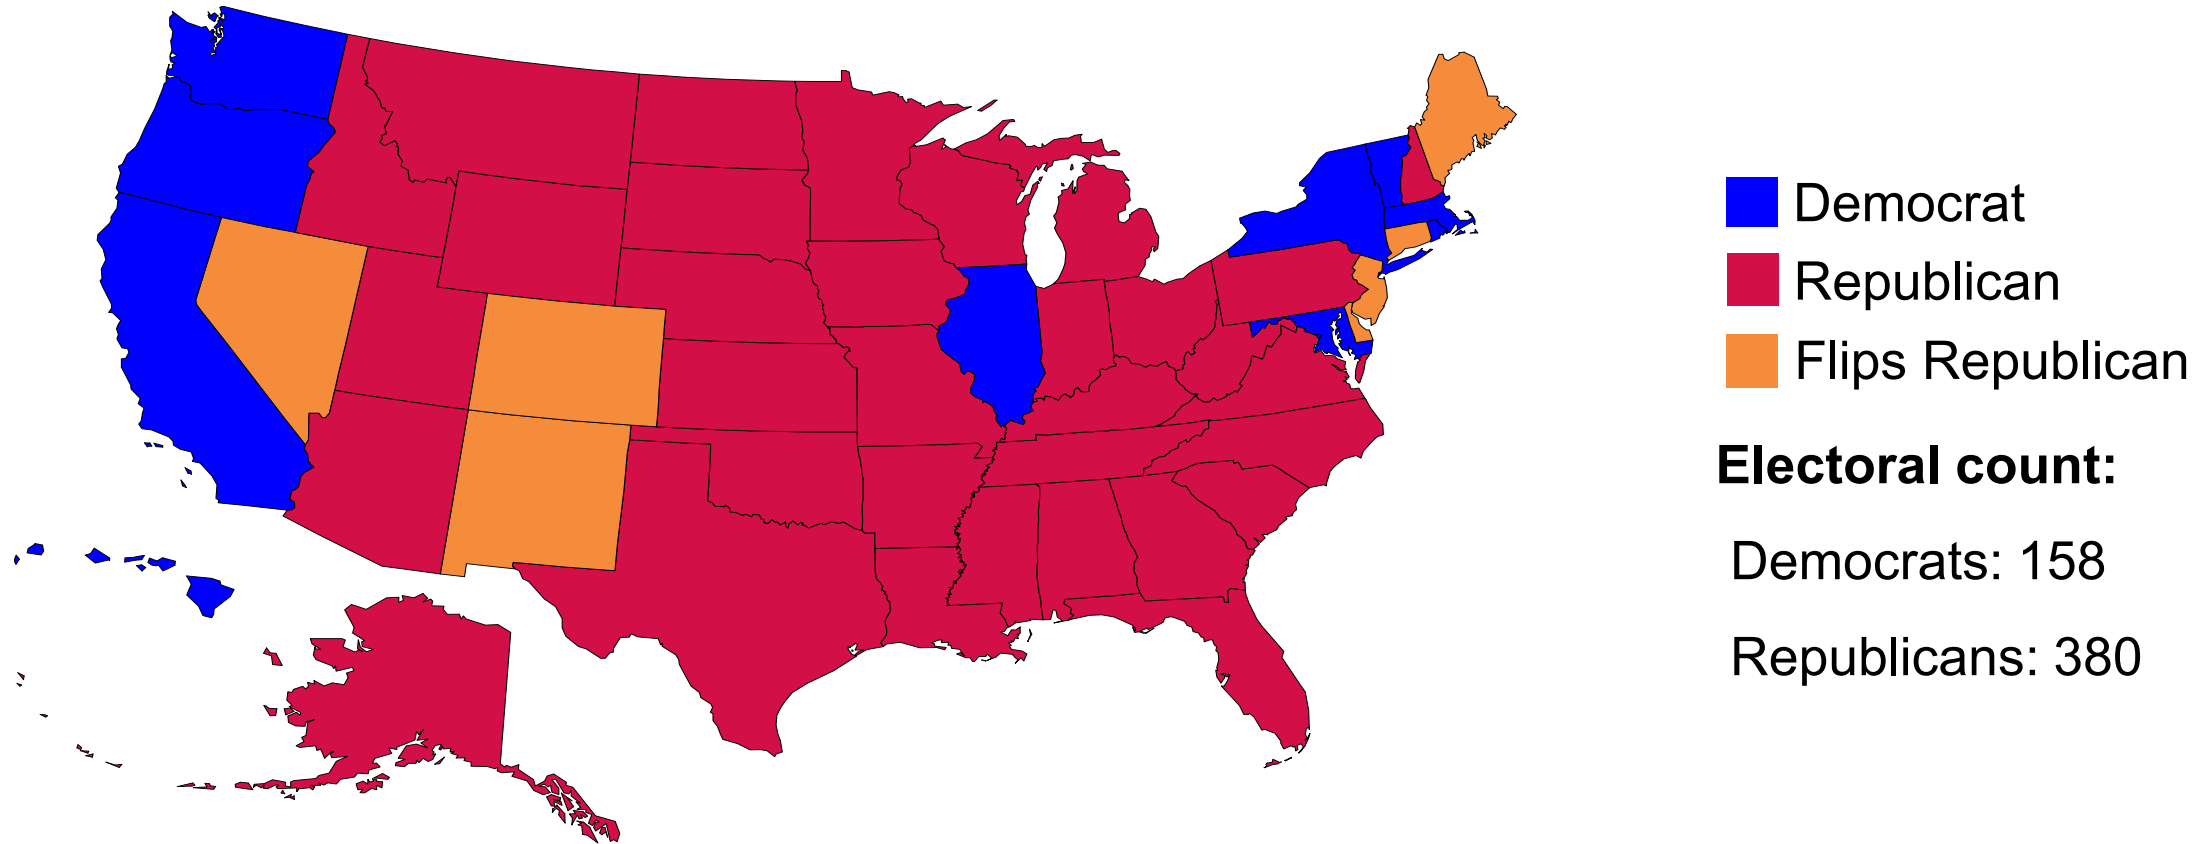 Democrat
Republican
Flips Republican
Electoral count:
Democrats: 158
Republicans: 380